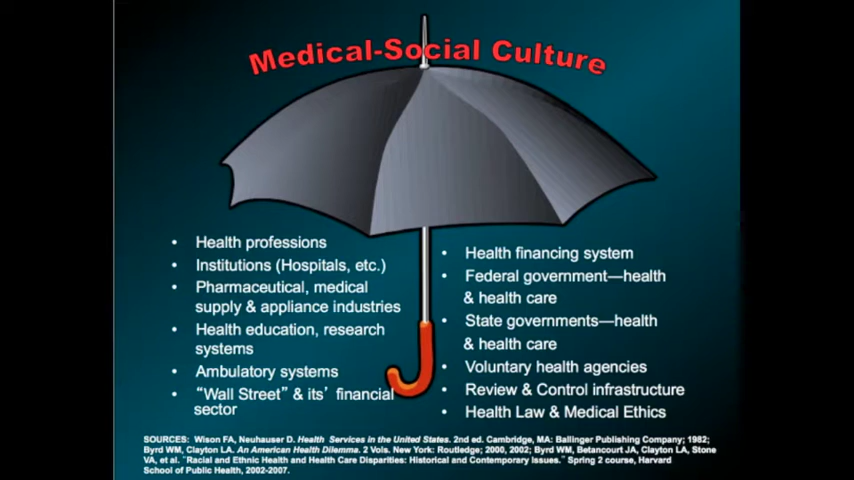 Medical-Social Culture
• Health professions
• Institutions (Hospitals, etc.)
• Pharmaceutical, medical
supply & appliance industries
• Health education, research
systems
• Ambulatory systems
• “Wall Street” & its’ financial
sector
• Health financing system
• Federal government—health
& health care
• State governments—health
& health care
• Voluntary health agencies
• Review & Control infrastructure
• Health Law & Medical Ethics
SOURCES: Wison FA, Neuhauser D. Health Services in the United States. 2nd ed. Cambridge, MA: Ballinger Publishing Company; 1982;
Byrd WM, Clayton LA. An American Health Dilemma. 2 Vols. New York: Routledge; 2000, 2002; Byrd WM, Betancourt JA, Clayton LA, Stone
VA, et al. “Racial and Ethnic Health and Health Care Disparities: Historical and Contemporary Issues.” Spring 2 course, Harvard
School of Public Health, 2002-2007.